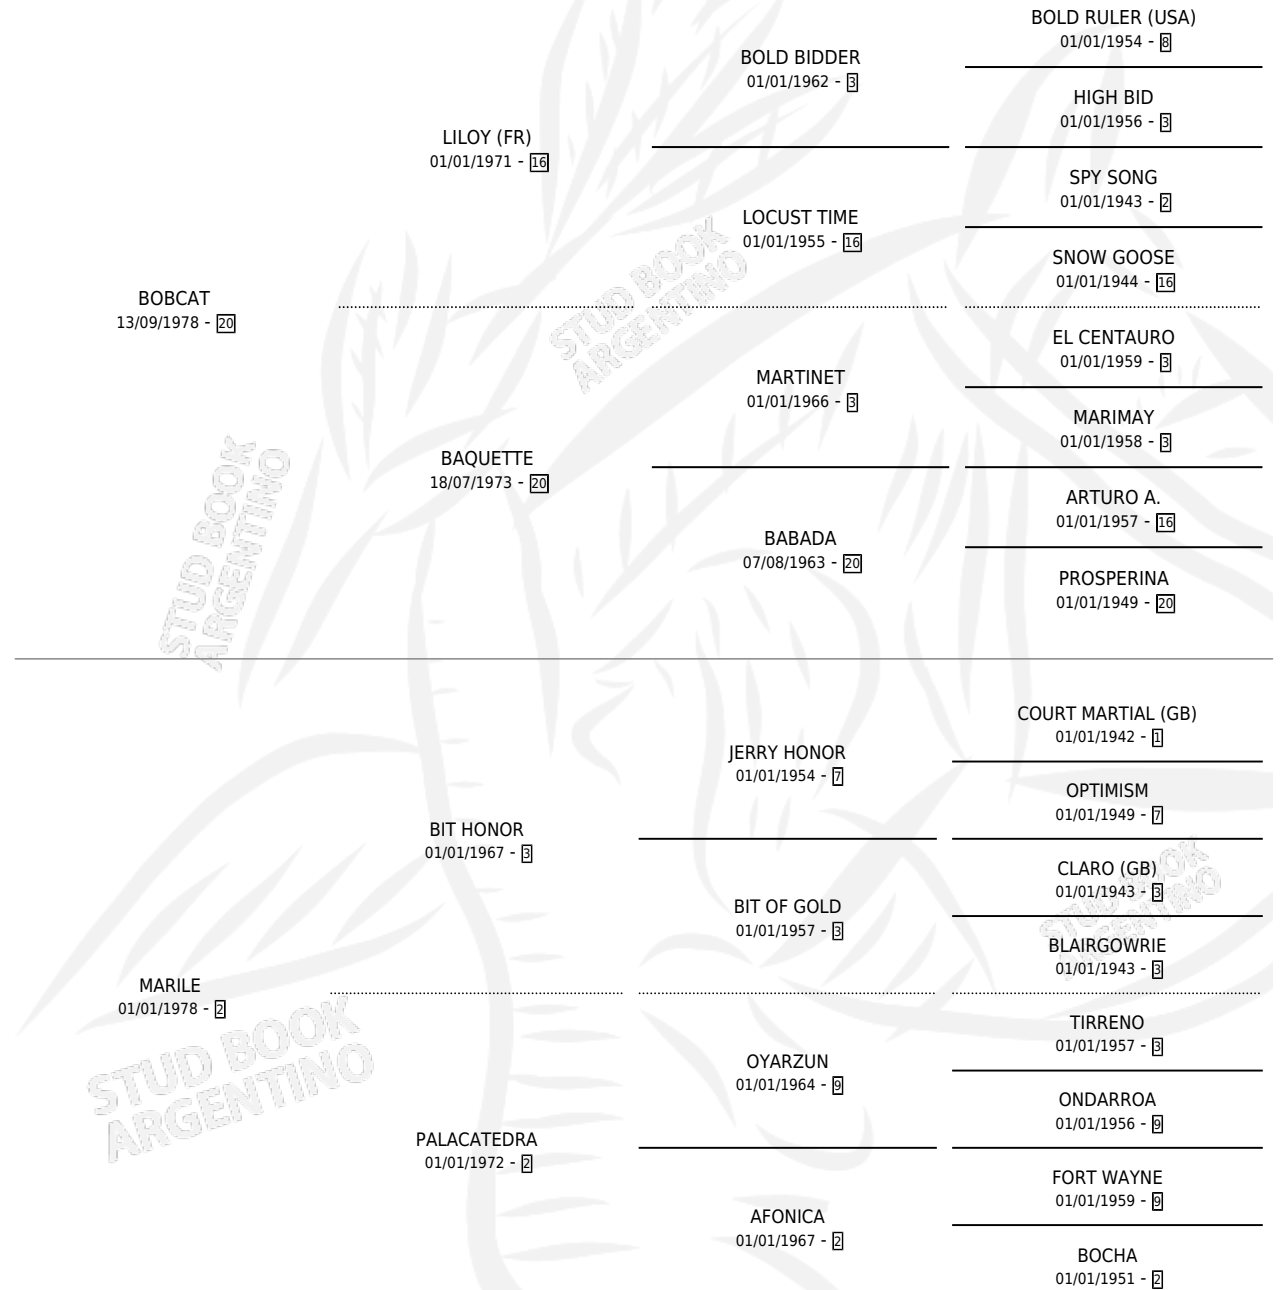 BOLD RULER (USA)
01/01/1954 - 8
BOLD BIDDER
01/01/1962 - 3
HIGH BID
01/01/1956 - 3
LILOY (FR)
01/01/1971 - 16
SPY SONG
01/01/1943 - 2
LOCUST TIME
01/01/1955 - 16
SNOW GOOSE
01/01/1944 - 16
BOBCAT
13/09/1978 - 20
EL CENTAURO
01/01/1959 - 3
MARTINET
01/01/1966 - 3
MARIMAY
01/01/1958 - 3
BAQUETTE
18/07/1973 - 20
ARTURO A.
01/01/1957 - 16
BABADA
07/08/1963 - 20
PROSPERINA
01/01/1949 - 20
COURT MARTIAL (GB)
01/01/1942 - 1
JERRY HONOR
01/01/1954 - 7
OPTIMISM
01/01/1949 - 7
BIT HONOR
01/01/1967 - 3
CLARO (GB)
01/01/1943 - 3
BIT OF GOLD
01/01/1957 - 3
BLAIRGOWRIE
01/01/1943 - 3
MARILE
01/01/1978 - 2
TIRRENO
01/01/1957 - 3
OYARZUN
01/01/1964 - 9
ONDARROA
01/01/1956 - 9
PALACATEDRA
01/01/1972 - 2
FORT WAYNE
01/01/1959 - 9
AFONICA
01/01/1967 - 2
BOCHA
01/01/1951 - 2
STUD BOOK
ARGENTINO
STUD BOOK
ARGENTINO
STUD BOOK
ARGENTINO
STUD BOOK
ARGENTINO